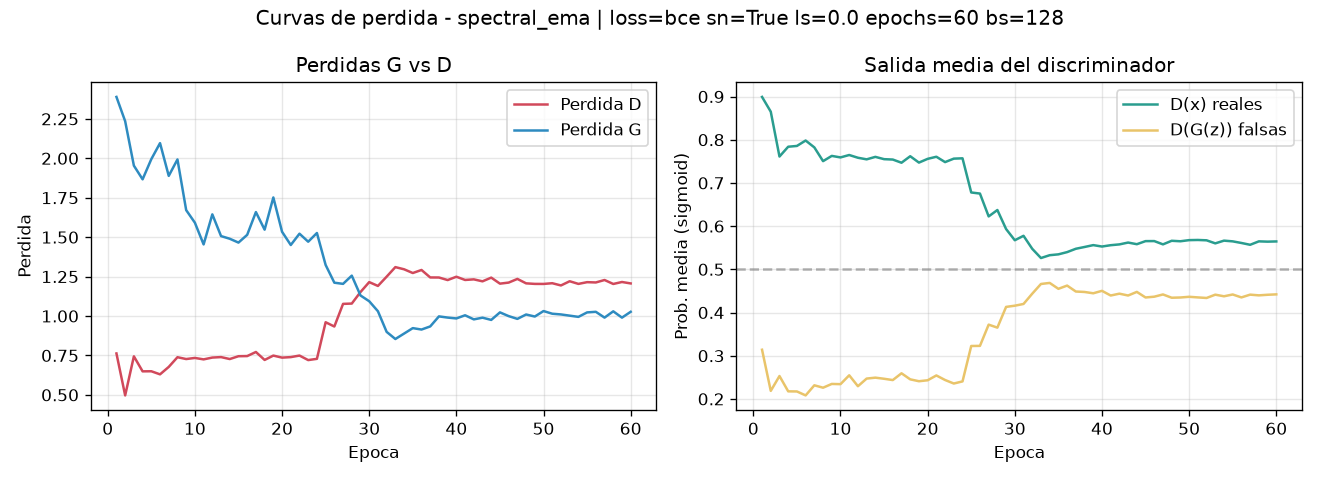 Curvas de perdida - spectral_ema | loss=bce sn=True ls=0.0 epochs=60 bs=128
Perdidas G vs D
Perdida
2.25
2.00
1.75
1.50
1.25
1.00
0.75
0.50
Perdida D
Perdida G
0 10 20 30 40 50 60
Epoca
Salida media del discriminador
Prob. media (sigmoid)
0.9
0.8
0.7
0.6
0.5
0.4
0.3
0.2
D(x) reales
D(G(z)) falsas
0 10 20 30 40 50 60
Epoca